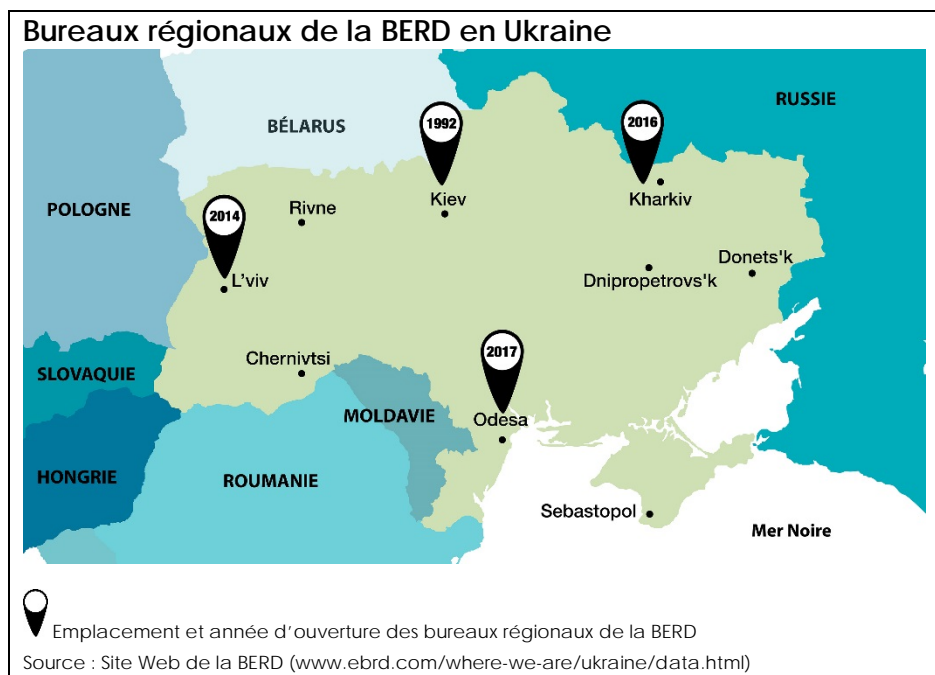 Bureaux régionaux de la BERD en Ukraine
RUSSIE
BÉLARUS
1992
2016
POLOGNE
Rivne
Kiev
Kharkiv
2014
L'viv
Donets'k
Dnipropetrovs'k
2017
Chernivtsi
SLOVAQUIE
MOLDAVIE
Odesa
HONGRIE
ROUMANIE
Sebastopol
Mer Noire
Emplacement et année d'ouverture des bureaux régionaux de la BERD
Source : Site Web de la BERD (www.ebrd.com/where-we-are/ukraine/data.html)